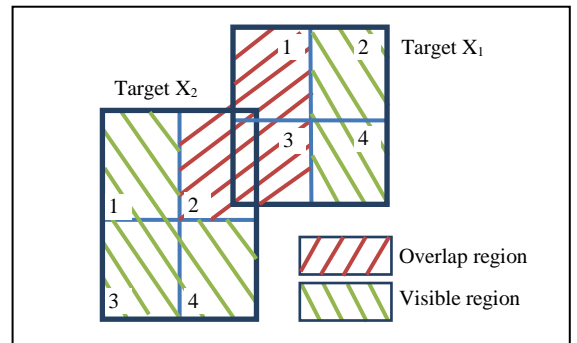 1 2 Target X₁
Target X₂
3 4
1 2
Overlap region
3 4 Visible region